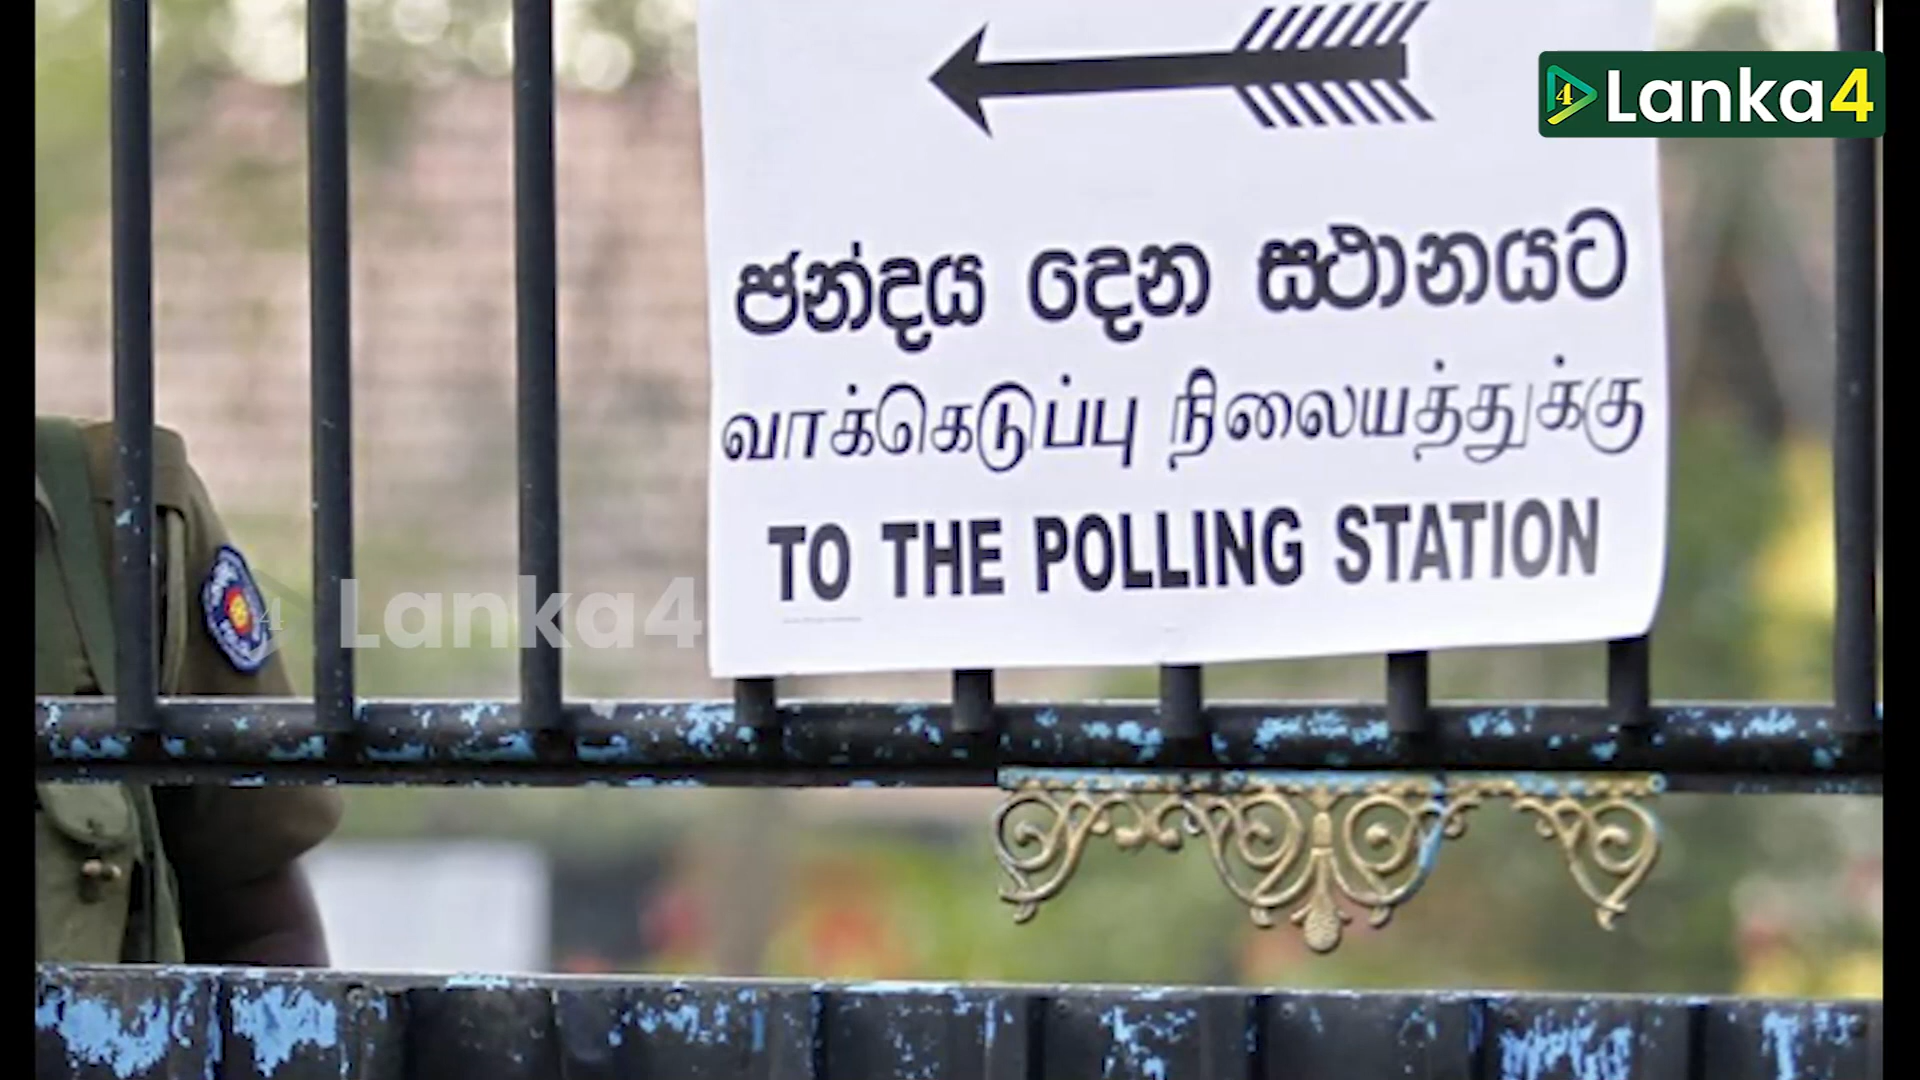 Lanka4
ඡන්දය දෙන ස්ථානයට
வாக்கெடுப்பு நிலையத்துக்கு
TO THE POLLING STATION
Lanka4